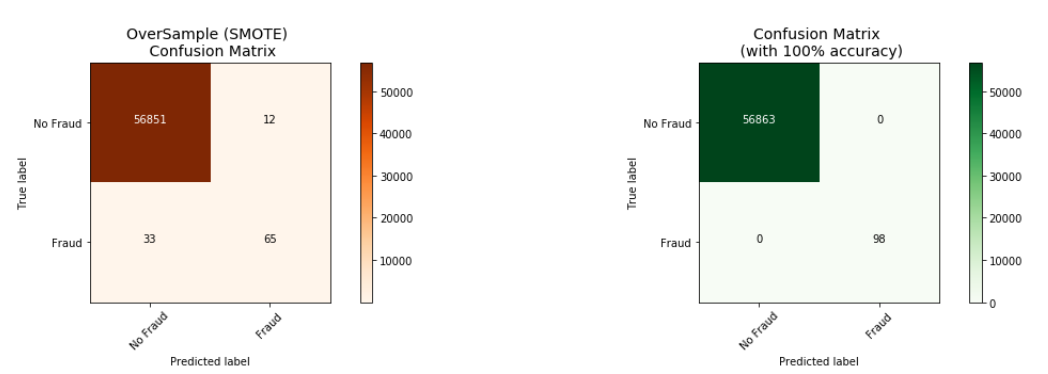 OverSample (SMOTE)
Confusion Matrix
50000
56851
12
No Fraud
40000
True label
30000
20000
33
65
Fraud
10000
No Fraud
Fraud
Predicted label
Confusion Matrix
(with 100% accuracy)
50000
56863
0
No Fraud
40000
True label
30000
20000
0
98
Fraud
10000
0
No Fraud
Fraud
Predicted label